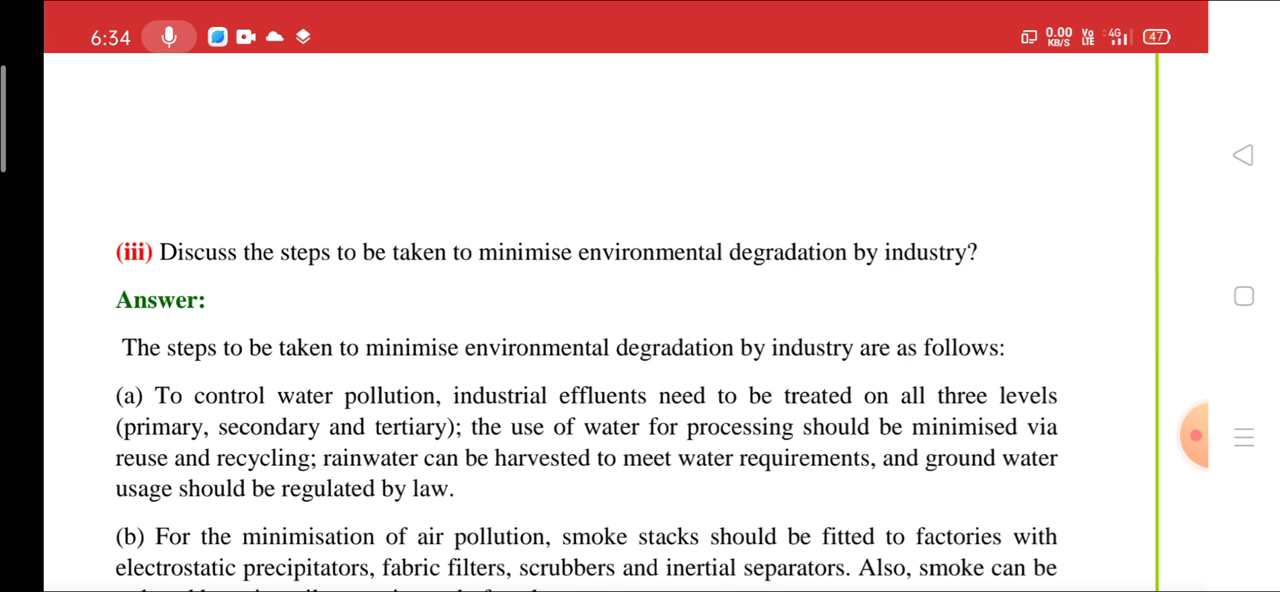 6:34
0.00
KB/S
Vo
LTE
4G
47
(iii) Discuss the steps to be taken to minimise environmental degradation by industry?
Answer:
The steps to be taken to minimise environmental degradation by industry are as follows:
(a) To control water pollution, industrial effluents need to be treated on all three levels
(primary, secondary and tertiary); the use of water for processing should be minimised via
reuse and recycling; rainwater can be harvested to meet water requirements, and ground water
usage should be regulated by law.
(b) For the minimisation of air pollution, smoke stacks should be fitted to factories with
electrostatic precipitators, fabric filters, scrubbers and inertial separators. Also, smoke can be